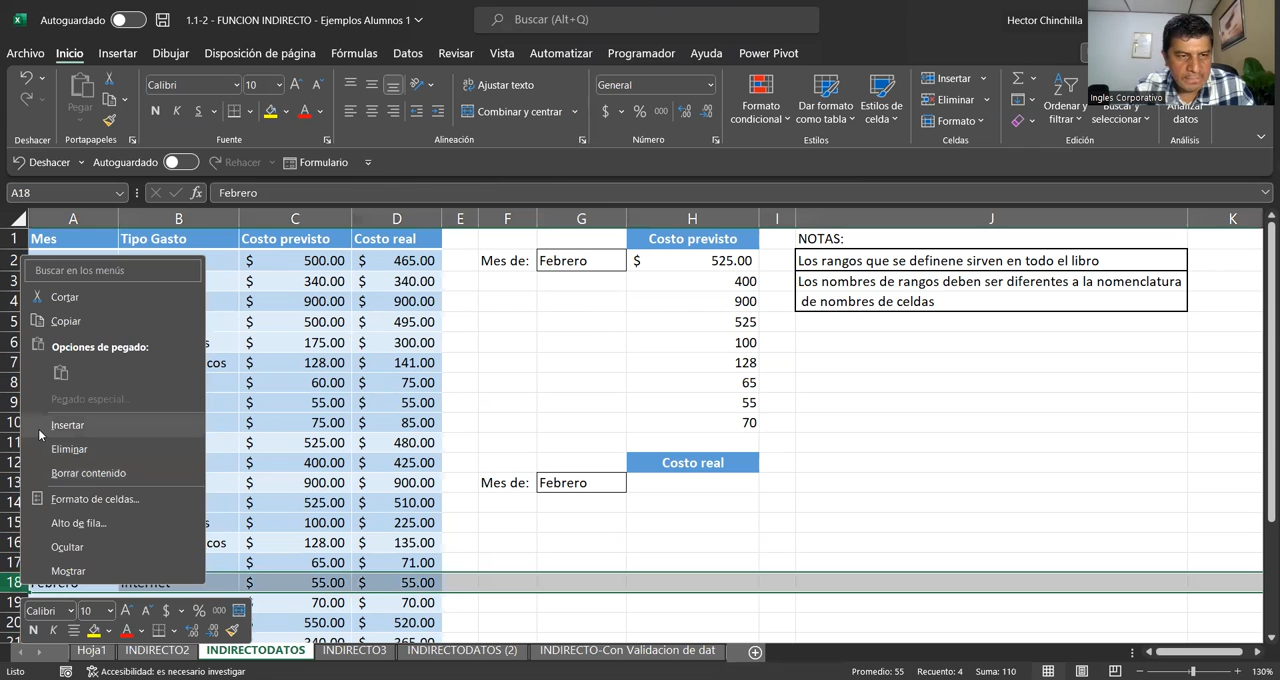 Autoguardado
1.1-2 - FUNCION INDIRECTO - Ejemplos Alumnos 1
Buscar (Alt+Q)
Hector Chinchilla
Archivo Inicio Insertar Dibujar Disposición de página Fórmulas Datos Revisar Vista Automatizar Programador Ayuda Power Pivot
Calibri 10 Ajustar texto General Insertar
Pegar Formato condicional Dar formato como tabla Estilos de celda Eliminar Ordenar y filtrar Buscar y seleccionar Analizar datos
N K S Combinar y centrar $ % 000 Formato
Ingles Corporativo
Deshacer Portapapeles Fuente Alineación Número Estilos Celdas Edición Análisis
Deshacer Autoguardado Rehacer Formulario
A18 fx Febrero
A B C D E F G H I J K
1 Mes Tipo Gasto Costo previsto Costo real Costo previsto NOTAS:
2 $ 500.00 $ 465.00 Mes de: Febrero $ 525.00 Los rangos que se definene sirven en todo el libro
3 $ 340.00 $ 340.00 400 Los nombres de rangos deben ser diferentes a la nomenclatura
4 $ 900.00 $ 900.00 900 de nombres de celdas
5 $ 500.00 $ 495.00 525
6 s $ 175.00 $ 300.00 100
7 cos $ 128.00 $ 141.00 128
8 $ 60.00 $ 75.00 65
9 $ 55.00 $ 55.00 55
10 $ 75.00 $ 85.00 70
11 $ 525.00 $ 480.00
12 $ 400.00 $ 425.00 Costo real
13 $ 900.00 $ 900.00 Mes de: Febrero
14 $ 525.00 $ 510.00
15 s $ 100.00 $ 225.00
16 cos $ 128.00 $ 135.00
17 $ 65.00 $ 71.00
18 Febrero Internet $ 55.00 $ 55.00
19 $ 70.00 $ 70.00
20 $ 550.00 $ 520.00
21 $ 340.00 $ 365.00
Buscar en los menús
Cortar
Copiar
Opciones de pegado:
Pegado especial...
Insertar
Eliminar
Borrar contenido
Formato de celdas...
Alto de fila...
Ocultar
Mostrar
Calibri 10 $ % 000
N K
Hoja1 INDIRECTO2 INDIRECTODATOS INDIRECTO3 INDIRECTODATOS (2) INDIRECTO-Con Validacion de dat
Listo Accesibilidad: es necesario investigar Promedio: 55 Recuento: 4 Suma: 110 130%